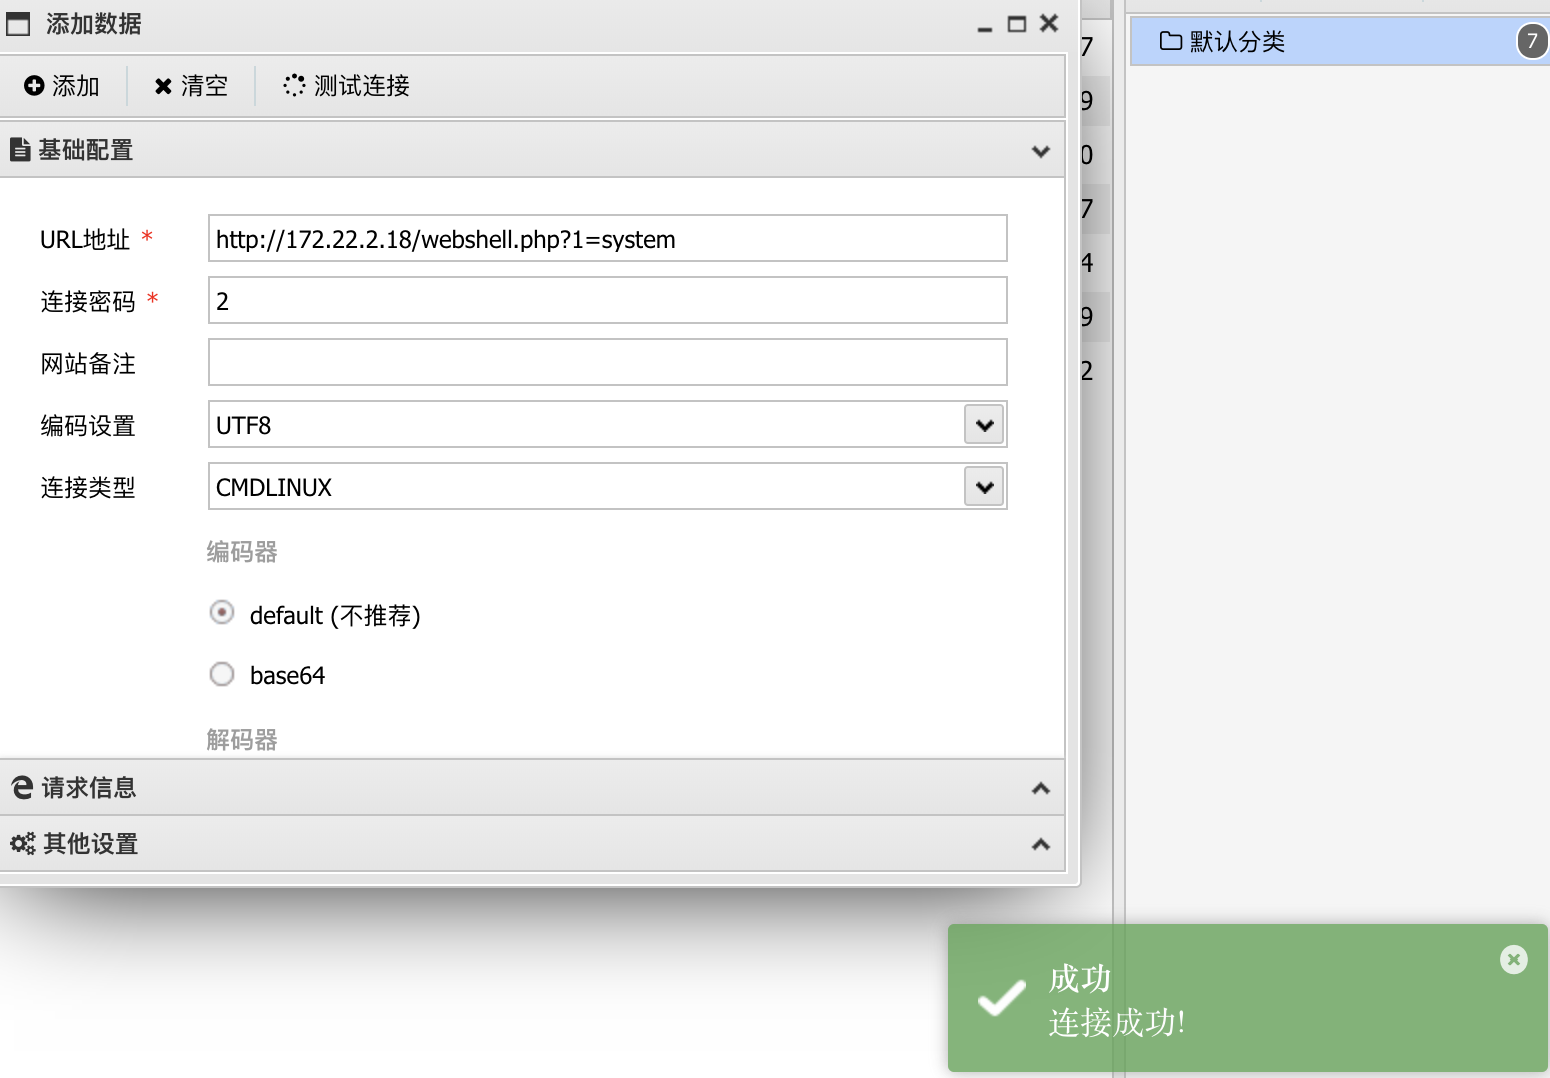 添加数据
添加 清空 测试连接
基础配置
URL地址 * http://172.22.2.18/webshell.php?1=system
连接密码 * 2
网站备注
编码设置 UTF8
连接类型 CMDLINUX
编码器
default (不推荐)
base64
解码器
请求信息
其他设置
7
9
0
7
4
9
2
默认分类 7
成功
连接成功!